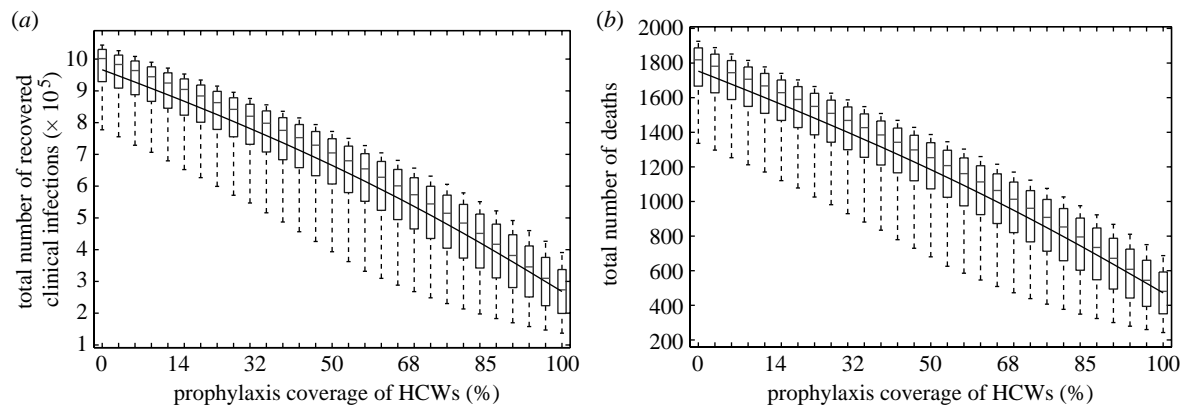 (a)
total number of recovered
clinical infections (× 10⁵)
10
9
8
7
6
5
4
3
2
1
0 14 32 50 68 85 100
prophylaxis coverage of HCWs (%)
(b)
total number of deaths
2000
1800
1600
1400
1200
1000
800
600
400
200
0 14 32 50 68 85 100
prophylaxis coverage of HCWs (%)